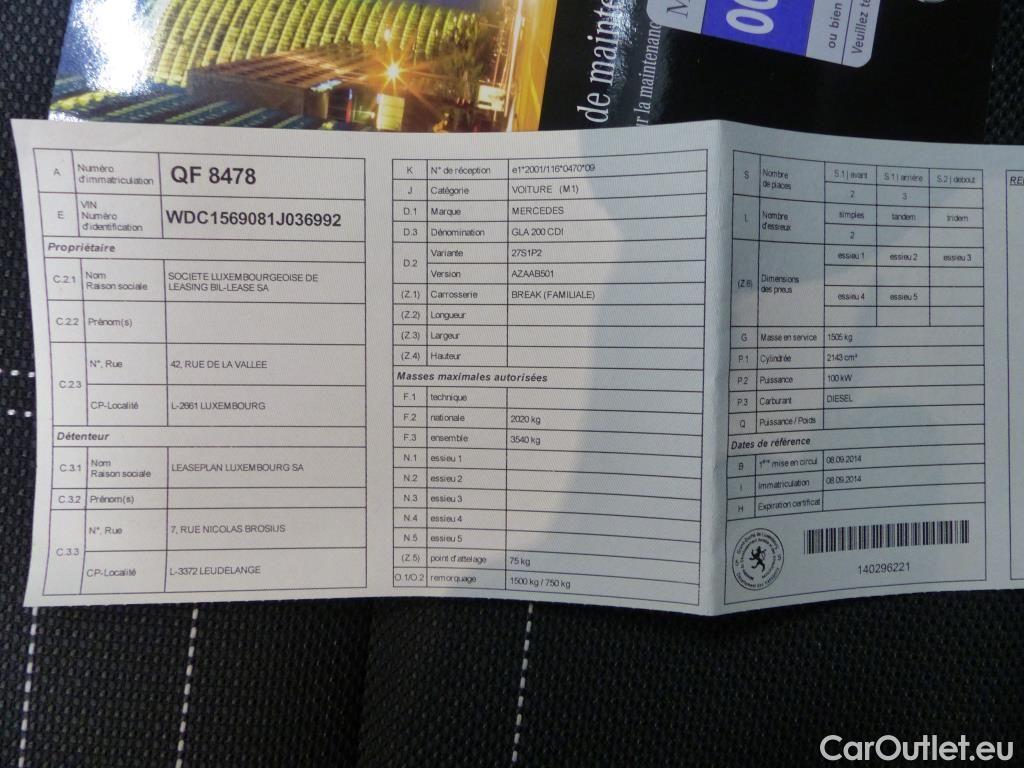 de mainte
ur la maintenance
M
00
ou bien
Veuillez te
A Numéro d'immatriculation QF 8478
E VIN Numéro d'identification WDC1569081J036992
Propriétaire
C.2.1 Nom Raison sociale SOCIETE LUXEMBOURGEOISE DE
LEASING BIL-LEASE SA
C.2.2 Prénom(s)
C.2.3 N°, Rue 42, RUE DE LA VALLEE
CP-Localité L-2661 LUXEMBOURG
Détenteur
C.3.1 Nom Raison sociale LEASEPLAN LUXEMBOURG SA
C.3.2 Prénom(s)
C.3.3 N°, Rue 7, RUE NICOLAS BROSIUS
CP-Localité L-3372 LEUDELANGE
K N° de réception e1*2001/116*0470*09
J Catégorie VOITURE (M1)
D.1 Marque MERCEDES
D.3 Dénomination GLA 200 CDI
D.2 Variante 27S1P2
Version AZAAB501
(Z.1) Carrosserie BREAK (FAMILIALE)
(Z.2) Longueur
(Z.3) Largeur
(Z.4) Hauteur
Masses maximales autorisées
F.1 technique
F.2 nationale 2020 kg
F.3 ensemble 3540 kg
N.1 essieu 1
N.2 essieu 2
N.3 essieu 3
N.4 essieu 4
N.5 essieu 5
(Z.5) point d'attelage 75 kg
O.1/O.2 remorquage 1500 kg / 750 kg
S Nombre de places S.1 | avant S.1 | arrière S.2 | debout
2 3
L Nombre d'essieux simples tandem tridem
2
(Z.6) Dimensions des pneus essieu 1 essieu 2 essieu 3
essieu 4 essieu 5
G Masse en service 1505 kg
P.1 Cylindrée 2143 cm³
P.2 Puissance 100 kW
P.3 Carburant DIESEL
Q Puissance / Poids
Dates de référence
B 1ère mise en circul 08.09.2014
I Immatriculation 08.09.2014
H Expiration certificat
140296221
CarOutlet.eu